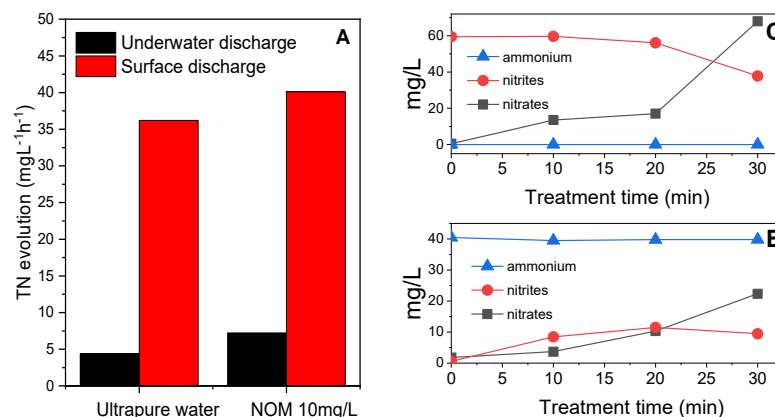 A
Underwater discharge
Surface discharge
TN evolution (mgL⁻¹h⁻¹)
50
45
40
35
30
25
20
15
10
5
0
Ultrapure water NOM 10mg/L
C
ammonium
nitrites
nitrates
mg/L
60
40
20
0
0 5 10 15 20 25 30
Treatment time (min)
B
ammonium
nitrites
nitrates
mg/L
40
30
20
10
0
0 5 10 15 20 25 30
Treatment time (min)